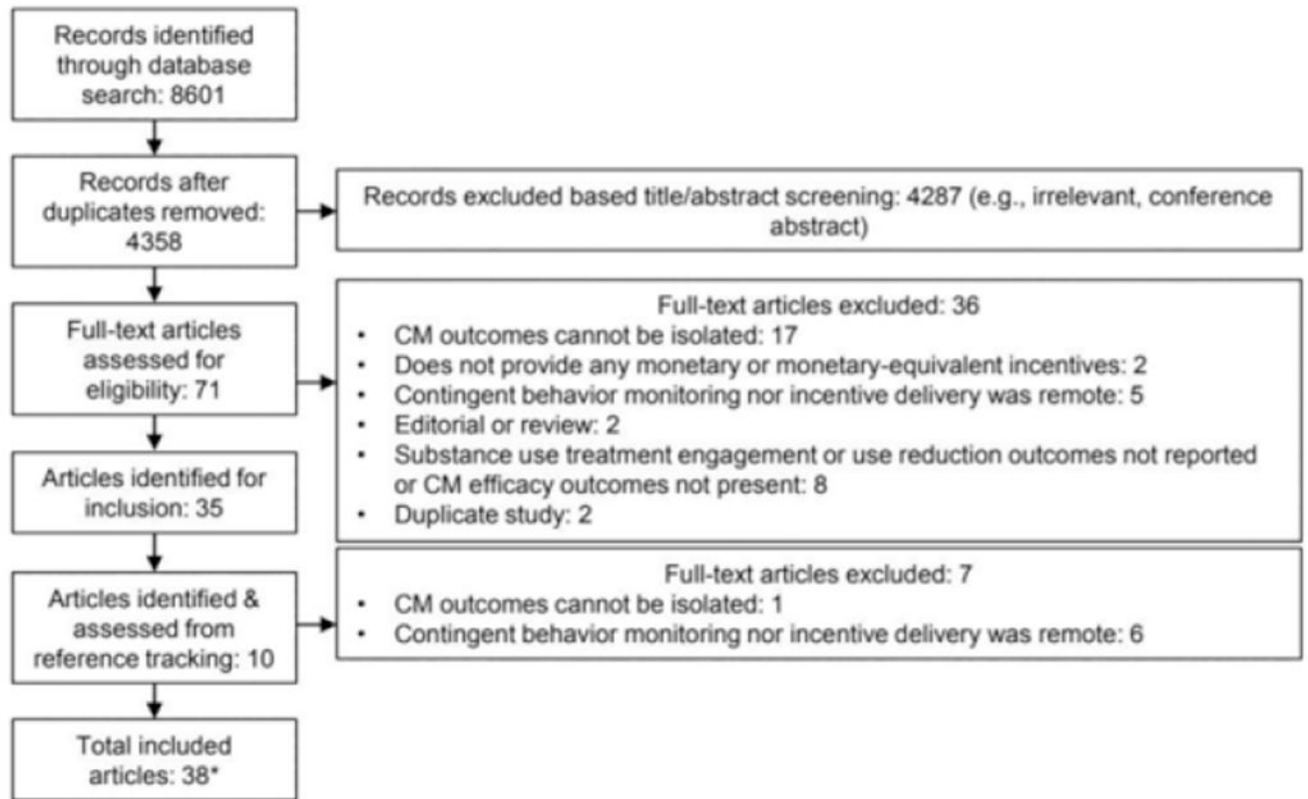 Records identified
through database
search: 8601
Records after
duplicates removed:
4358
Records excluded based title/abstract screening: 4287 (e.g., irrelevant, conference
abstract)
Full-text articles
assessed for
eligibility: 71
Full-text articles excluded: 36
• CM outcomes cannot be isolated: 17
• Does not provide any monetary or monetary-equivalent incentives: 2
• Contingent behavior monitoring nor incentive delivery was remote: 5
• Editorial or review: 2
• Substance use treatment engagement or use reduction outcomes not reported
or CM efficacy outcomes not present: 8
• Duplicate study: 2
Articles identified for
inclusion: 35
Articles identified &
assessed from
reference tracking: 10
Full-text articles excluded: 7
• CM outcomes cannot be isolated: 1
• Contingent behavior monitoring nor incentive delivery was remote: 6
Total included
articles: 38*